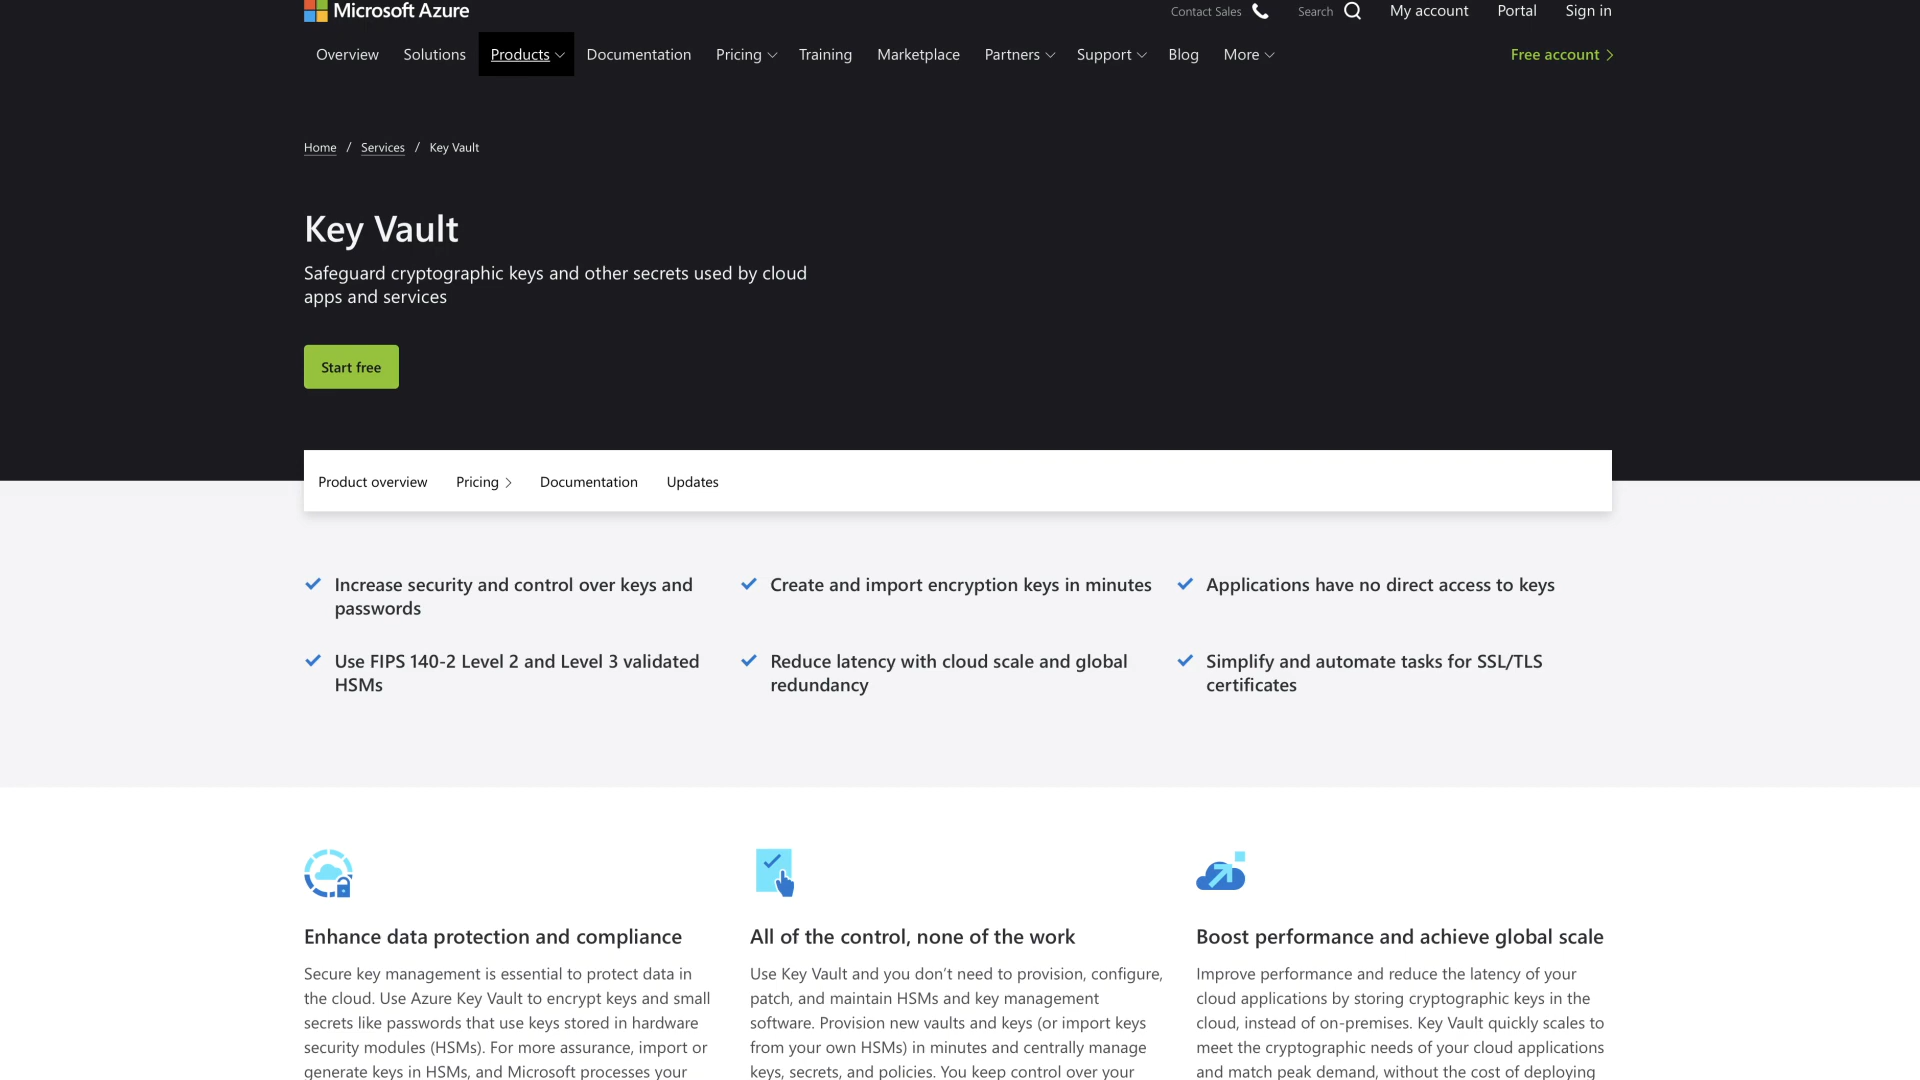 Microsoft Azure
Contact Sales
Search
My account
Portal
Sign in
Overview
Solutions
Products
Documentation
Pricing
Training
Marketplace
Partners
Support
Blog
More
Free account
Home / Services / Key Vault
Key Vault
Safeguard cryptographic keys and other secrets used by cloud
apps and services
Start free
Product overview
Pricing
Documentation
Updates
Increase security and control over keys and
passwords
Create and import encryption keys in minutes
Applications have no direct access to keys
Use FIPS 140-2 Level 2 and Level 3 validated
HSMs
Reduce latency with cloud scale and global
redundancy
Simplify and automate tasks for SSL/TLS
certificates
Enhance data protection and compliance
Secure key management is essential to protect data in
the cloud. Use Azure Key Vault to encrypt keys and small
secrets like passwords that use keys stored in hardware
security modules (HSMs). For more assurance, import or
generate keys in HSMs, and Microsoft processes your
All of the control, none of the work
Use Key Vault and you don’t need to provision, configure,
patch, and maintain HSMs and key management
software. Provision new vaults and keys (or import keys
from your own HSMs) in minutes and centrally manage
keys, secrets, and policies. You keep control over your
Boost performance and achieve global scale
Improve performance and reduce the latency of your
cloud applications by storing cryptographic keys in the
cloud, instead of on-premises. Key Vault quickly scales to
meet the cryptographic needs of your cloud applications
and match peak demand, without the cost of deploying